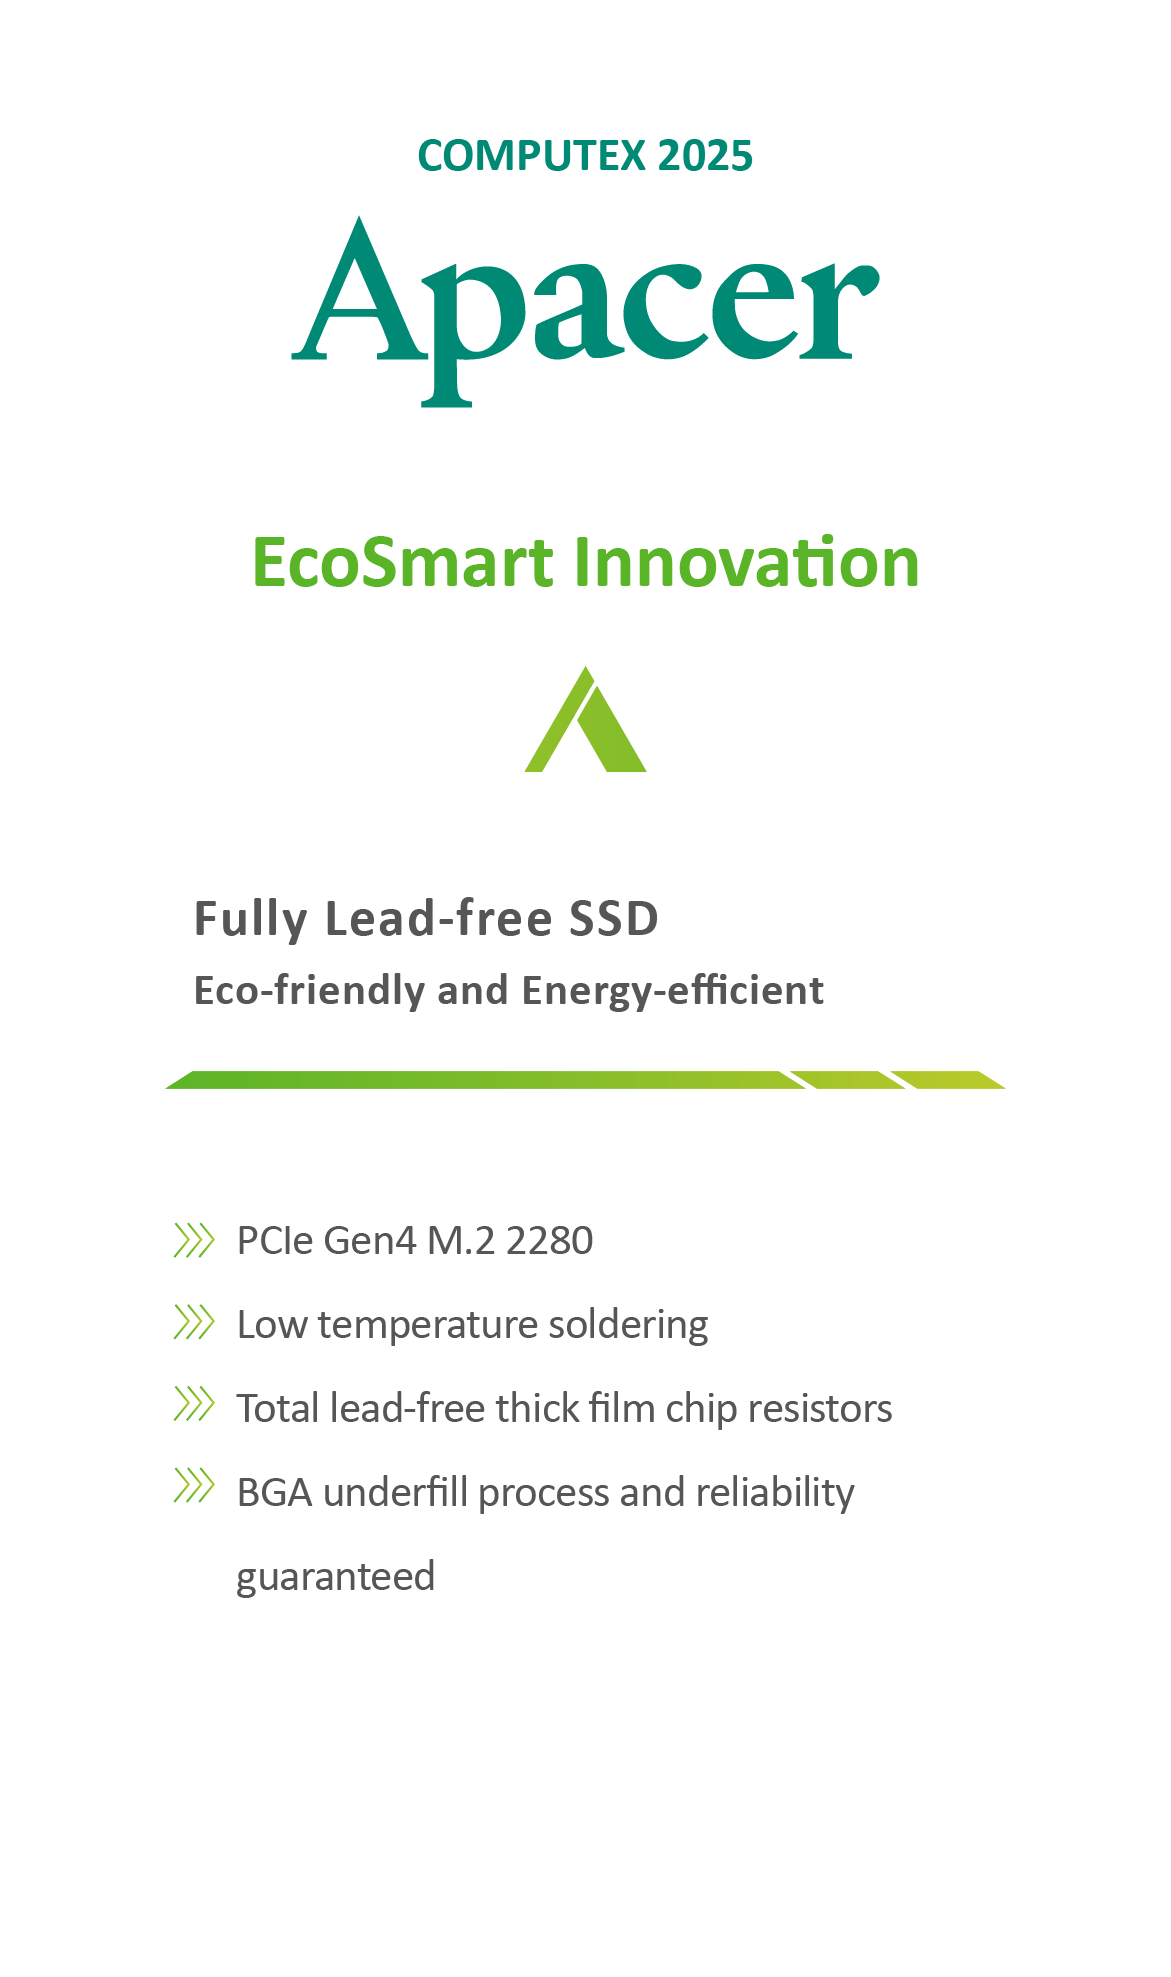 COMPUTEX 2025
Apacer
EcoSmart Innovation
Fully Lead-free SSD
Eco-friendly and Energy-efficient
PCIe Gen4 M.2 2280
Low temperature soldering
Total lead-free thick film chip resistors
BGA underfill process and reliability
guaranteed